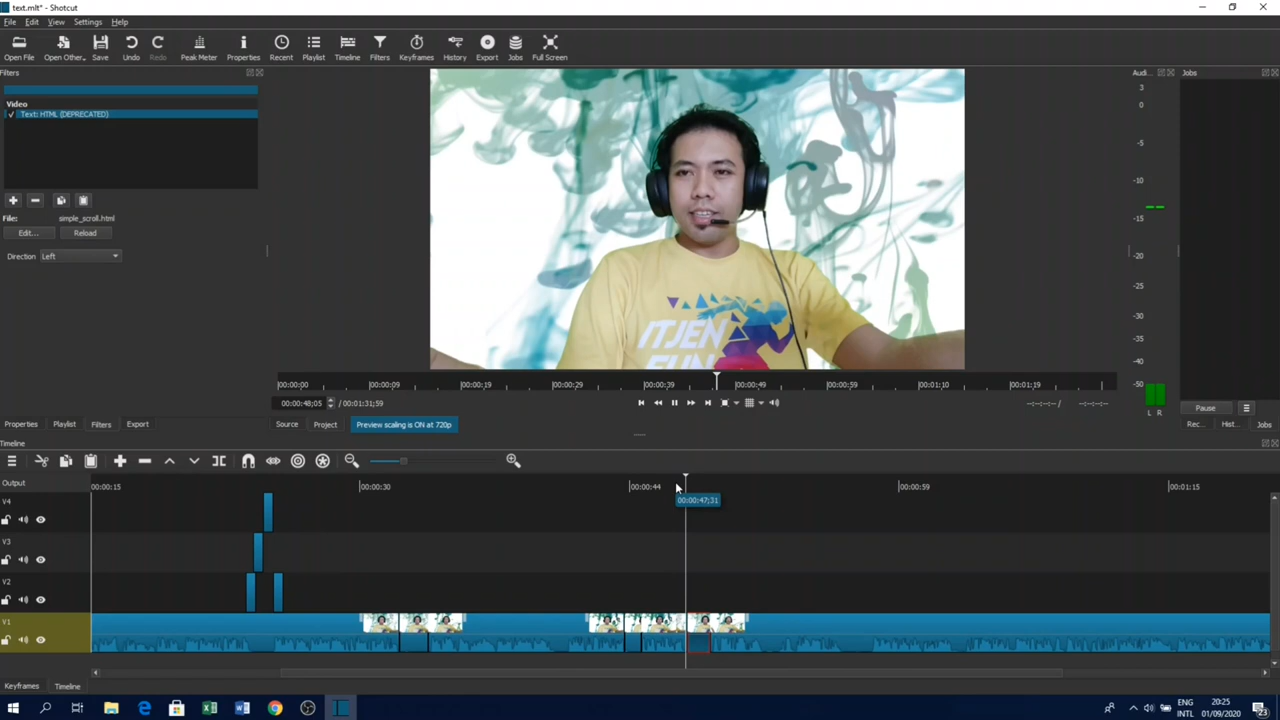 text.mlt* - Shotcut
File Edit View Settings Help
Open File Open Other.. Save Undo Redo Peak Meter Properties Recent Playlist Timeline Filters Keyframes History Export Jobs Full Screen
Filters Audi... Jobs
Video
✓ Text: HTML (DEPRECATED)
File: simple_scroll.html
Edit... Reload
Direction Left
ITJEN
FUN
3
0
-5
-10
-15
-20
-25
-30
-35
-40
-50
L R
00:00:00 00:00:09 00:00:19 00:00:29 00:00:39 00:00:49 00:00:59 00:01:10 00:01:19
00:00:48;05 / 00:01:31;59 --:--:--:-- / --:--:--:--
Pause
Properties Playlist Filters Export Source Project Preview scaling is ON at 720p Rec... Hist... Jobs
Timeline
Output 00:00:15 00:00:30 00:00:44 00:00:59 00:01:15
00:00:47;31
V4
V3
V2
V1
Keyframes Timeline
ENG 20:25
INTL 01/09/2020 23